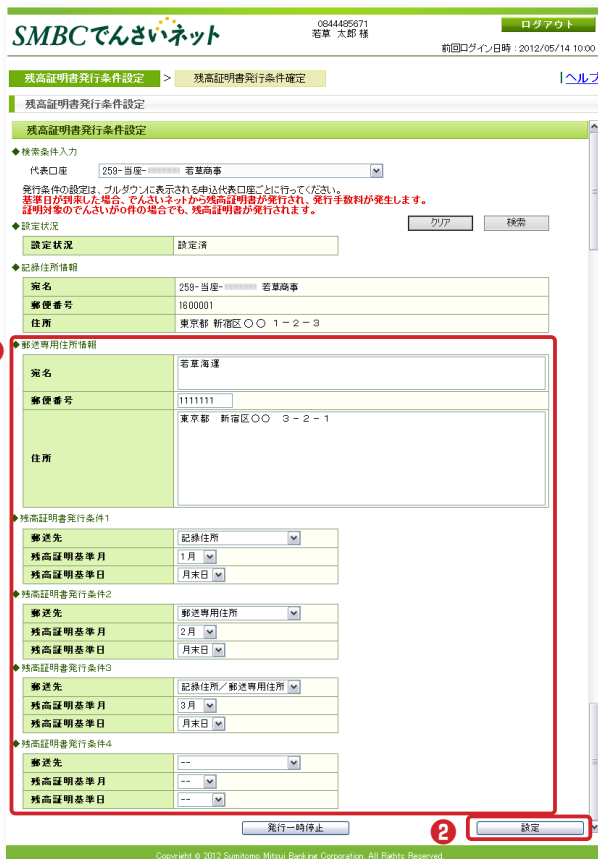 SMBCでんさいネット
0844485671
若草 太郎 様
ログアウト
前回ログイン日時：2012/05/14 10:00
残高証明書発行条件設定 > 残高証明書発行条件確定
ヘルプ
残高証明書発行条件設定
残高証明書発行条件設定
◆検索条件入力
代表口座 259-当座- 若草商事
発行条件の設定は、プルダウンに表示される申込代表口座ごとに行ってください。
基準日が到来した場合、でんさいネットから残高証明書が発行され、発行手数料が発生します。
証明対象のでんさいが0件の場合でも、残高証明書が発行されます。
クリア 検索
◆設定状況
設定状況 設定済
◆記録住所情報
宛名 259-当座- 若草商事
郵便番号 1600001
住所 東京都 新宿区〇〇 １－２－３
◆郵送専用住所情報
宛名 若草海運
郵便番号 1111111
住所 東京都 新宿区〇〇 ３－２－１
◆残高証明書発行条件1
郵送先 記録住所
残高証明基準月 1月
残高証明基準日 月末日
◆残高証明書発行条件2
郵送先 郵送専用住所
残高証明基準月 2月
残高証明基準日 月末日
◆残高証明書発行条件3
郵送先 記録住所／郵送専用住所
残高証明基準月 3月
残高証明基準日 月末日
◆残高証明書発行条件4
郵送先 --
残高証明基準月 --
残高証明基準日 --
発行一時停止 ❷ 設定
Copyright © 2012 Sumitomo Mitsui Banking Corporation. All Rights Reserved.